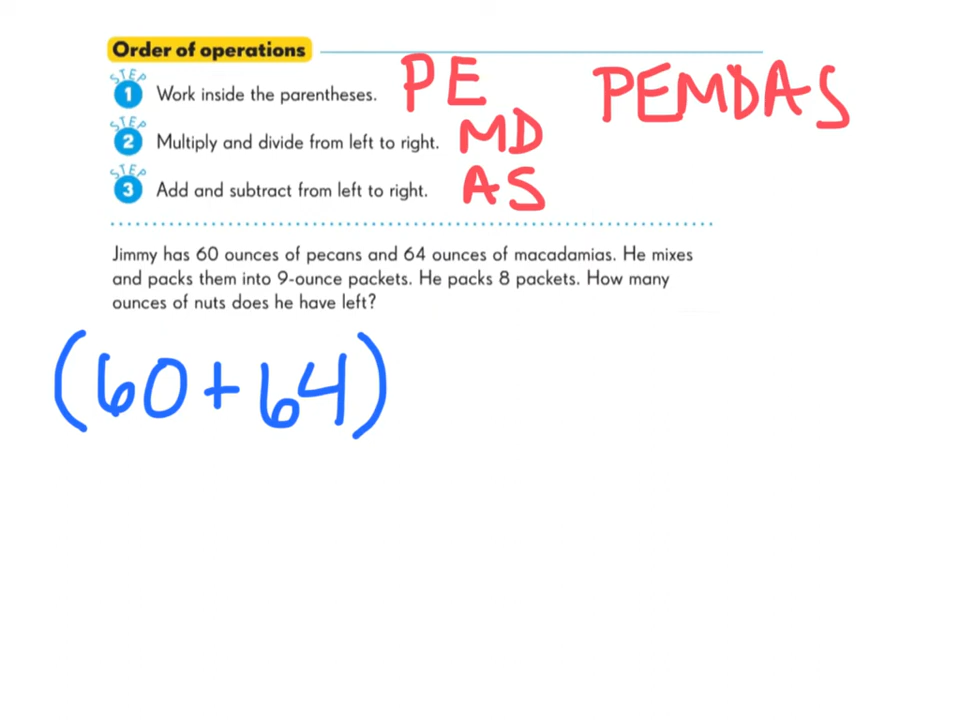 Order of operations
STEP 1 Work inside the parentheses. PE PEMDAS
STEP 2 Multiply and divide from left to right. MD
STEP 3 Add and subtract from left to right. AS
Jimmy has 60 ounces of pecans and 64 ounces of macadamias. He mixes
and packs them into 9-ounce packets. He packs 8 packets. How many
ounces of nuts does he have left?
(60+64)